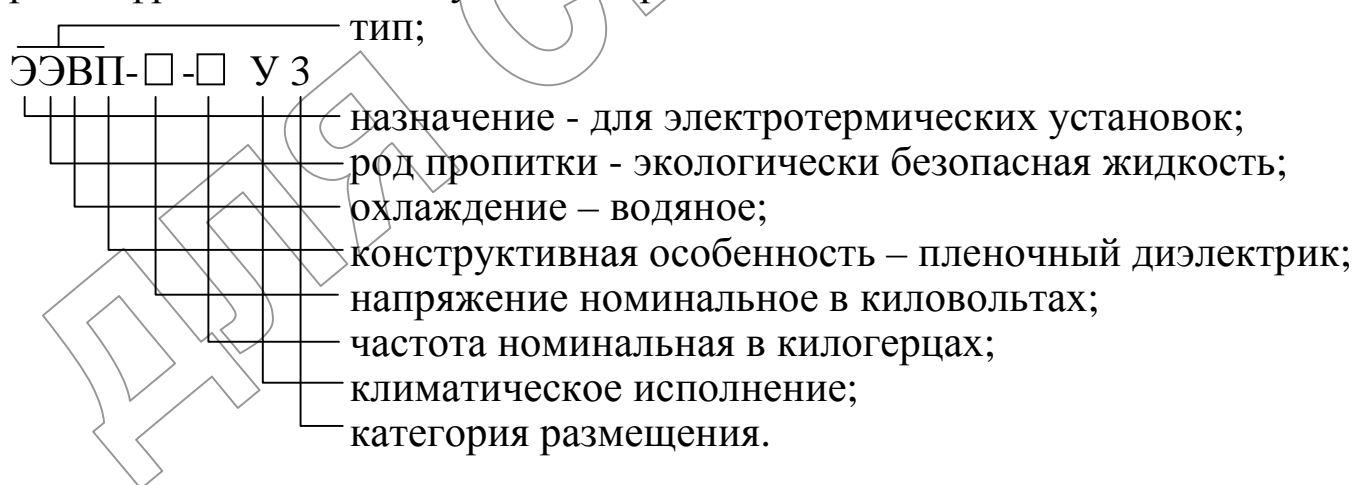 тип;
ЭЭВП-□ -□ У 3
назначение - для электротермических установок;
род пропитки - экологически безопасная жидкость;
охлаждение – водяное;
конструктивная особенность – пленочный диэлектрик;
напряжение номинальное в киловольтах;
частота номинальная в килогерцах;
климатическое исполнение;
категория размещения.
ДЛЯ